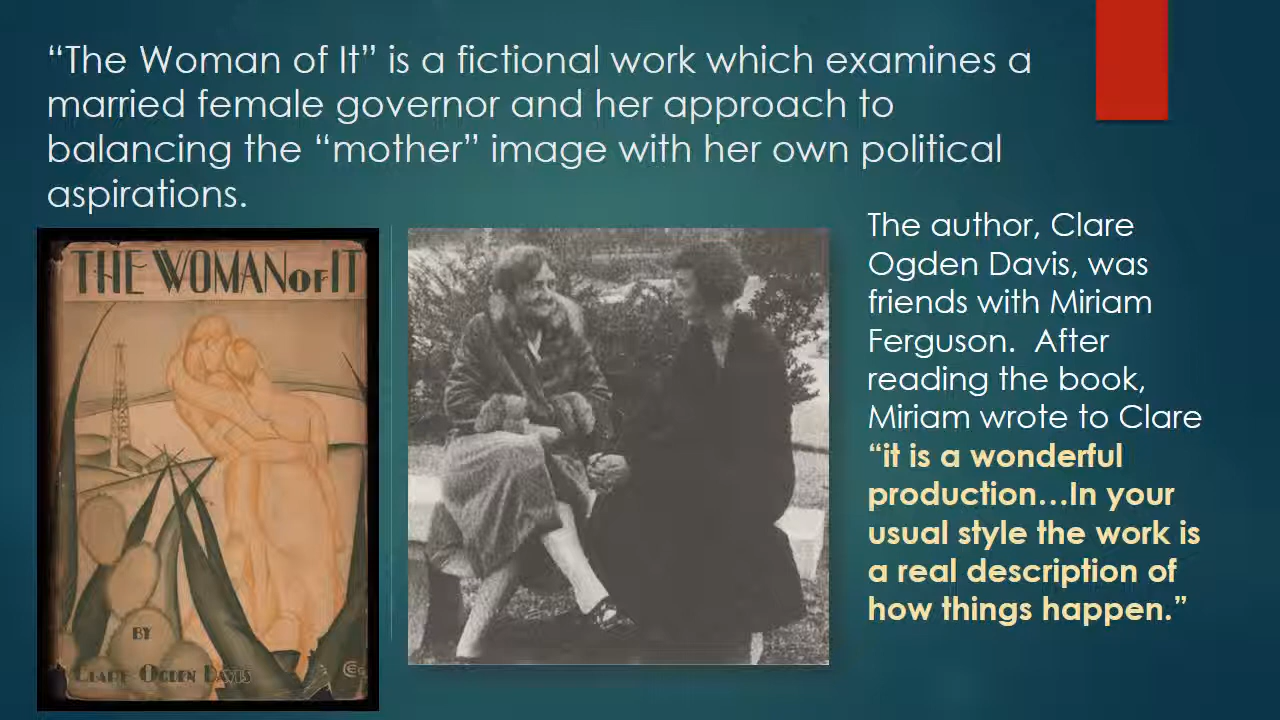 “The Woman of It” is a fictional work which examines a
married female governor and her approach to
balancing the “mother” image with her own political
aspirations.
THE WOMAN OF IT
BY
CLARE OGDEN DAVIS
The author, Clare
Ogden Davis, was
friends with Miriam
Ferguson.  After
reading the book,
Miriam wrote to Clare
“it is a wonderful
production…In your
usual style the work is
a real description of
how things happen.”